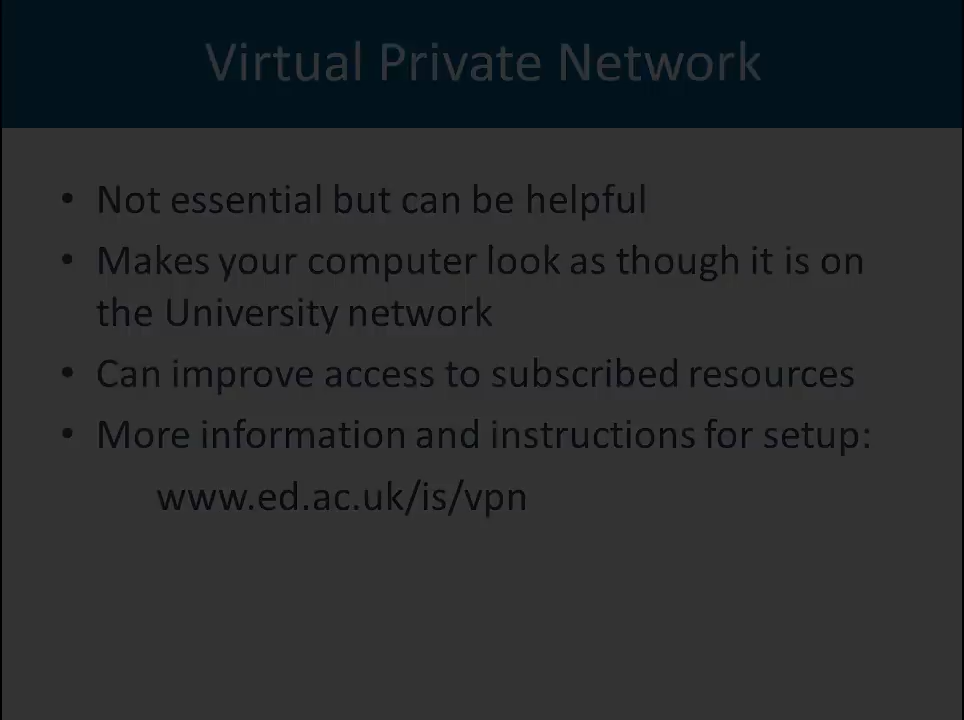 Virtual Private Network
• Not essential but can be helpful
• Makes your computer look as though it is on
the University network
• Can improve access to subscribed resources
• More information and instructions for setup:
www.ed.ac.uk/is/vpn